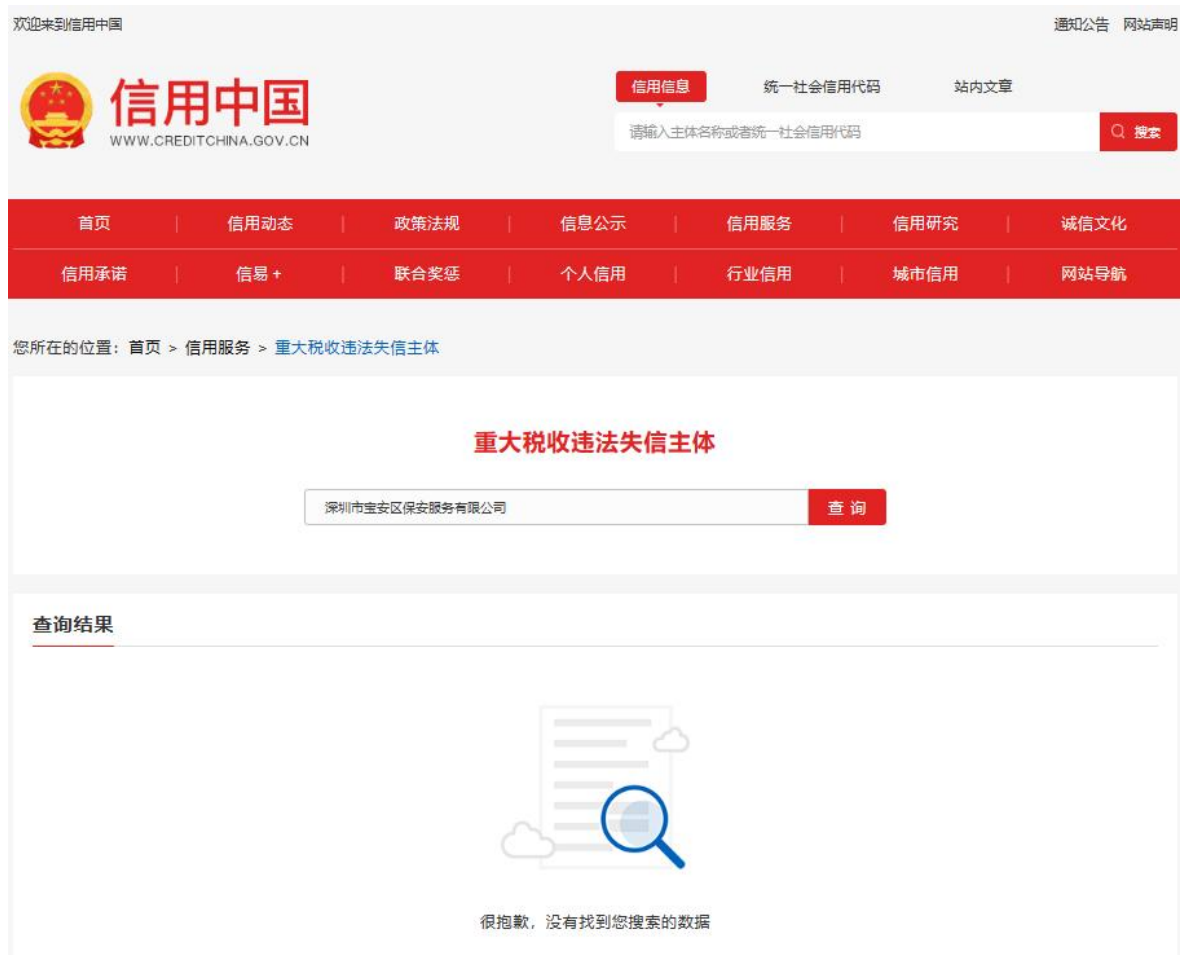 欢迎来到信用中国
通知公告 网站声明
信用中国
WWW.CREDITCHINA.GOV.CN
信用信息 统一社会信用代码 站内文章
请输入主体名称或者统一社会信用代码
搜索
首页 | 信用动态 | 政策法规 | 信息公示 | 信用服务 | 信用研究 | 诚信文化
信用承诺 | 信易+ | 联合奖惩 | 个人信用 | 行业信用 | 城市信用 | 网站导航
您所在的位置：首页 > 信用服务 > 重大税收违法失信主体
重大税收违法失信主体
深圳市宝安区保安服务有限公司
查询
查询结果
很抱歉，没有找到您搜索的数据